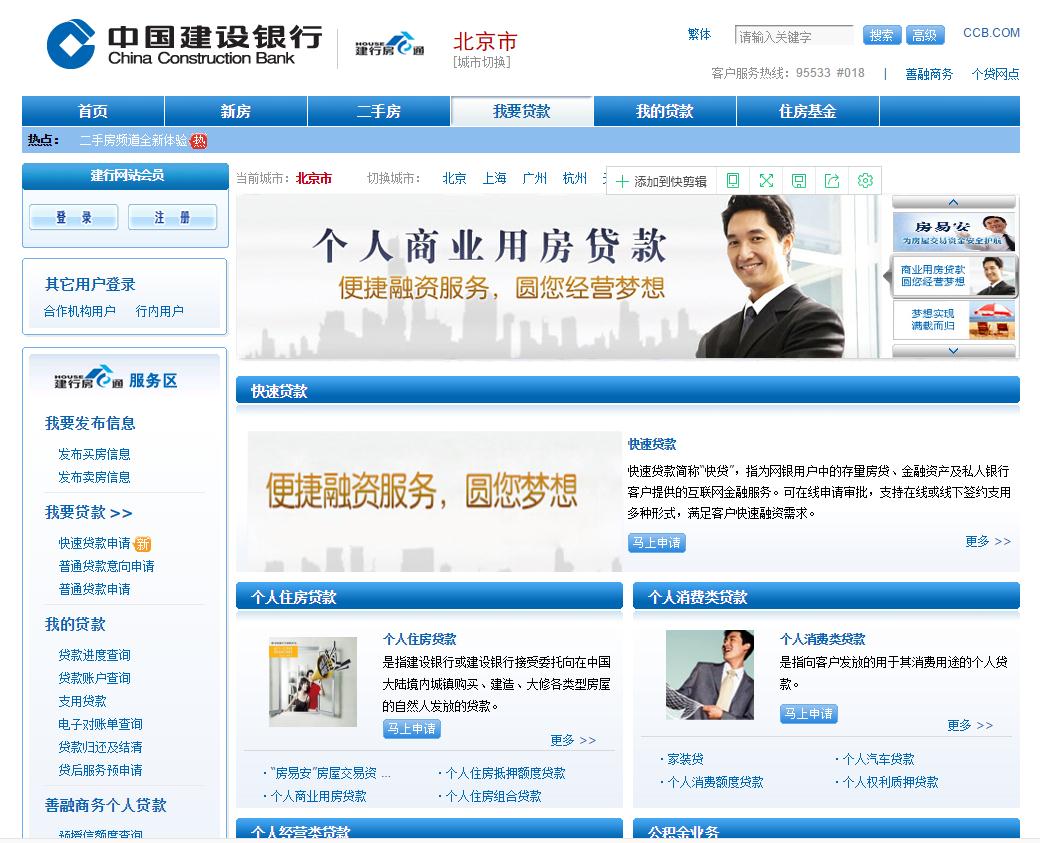 中国建设银行
China Construction Bank
HOUSE
建行房e通
北京市
[城市切换]
繁体
请输入关键字
搜索
高级
CCB.COM
客户服务热线：95533 #018 | 善融商务 个贷网点
首页 新房 二手房 我要贷款 我的贷款 住房基金
热点： 二手房频道全新体验 热
建行网站会员
登 录 注 册
其它用户登录
合作机构用户 行内用户
HOUSE
建行房e通 服务区
我要发布信息
发布买房信息
发布卖房信息
我要贷款 >>
快速贷款申请 新
普通贷款意向申请
普通贷款申请
我的贷款
贷款进度查询
贷款账户查询
支用贷款
电子对账单查询
贷款归还及结清
贷后服务预申请
善融商务个人贷款
预授信额度查询
当前城市：北京市 切换城市： 北京 上海 广州 杭州
添加到快剪辑
个人商业用房贷款
便捷融资服务，圆您经营梦想
房易安
为房屋交易资金安全护航
商业用房贷款
圆您经营梦想
梦想实现
满载而归
快速贷款
便捷融资服务，圆您梦想
快速贷款
快速贷款简称“快贷”，指为网银用户中的存量房贷、金融资产及私人银行
客户提供的互联网金融服务。可在线申请审批，支持在线或线下签约支用
多种形式，满足客户快速融资需求。
马上申请
更多 >>
个人住房贷款
个人住房贷款
是指建设银行或建设银行接受委托向在中国
大陆境内城镇购买、建造、大修各类型房屋
的自然人发放的贷款。
马上申请
更多 >>
· “房易安”房屋交易资 ... · 个人住房抵押额度贷款
· 个人商业用房贷款 · 个人住房组合贷款
个人消费类贷款
个人消费类贷款
是指向客户发放的用于其消费用途的个人贷
款。
马上申请
更多 >>
· 家装贷 · 个人汽车贷款
· 个人消费额度贷款 · 个人权利质押贷款
个人经营类贷款
公积金业务